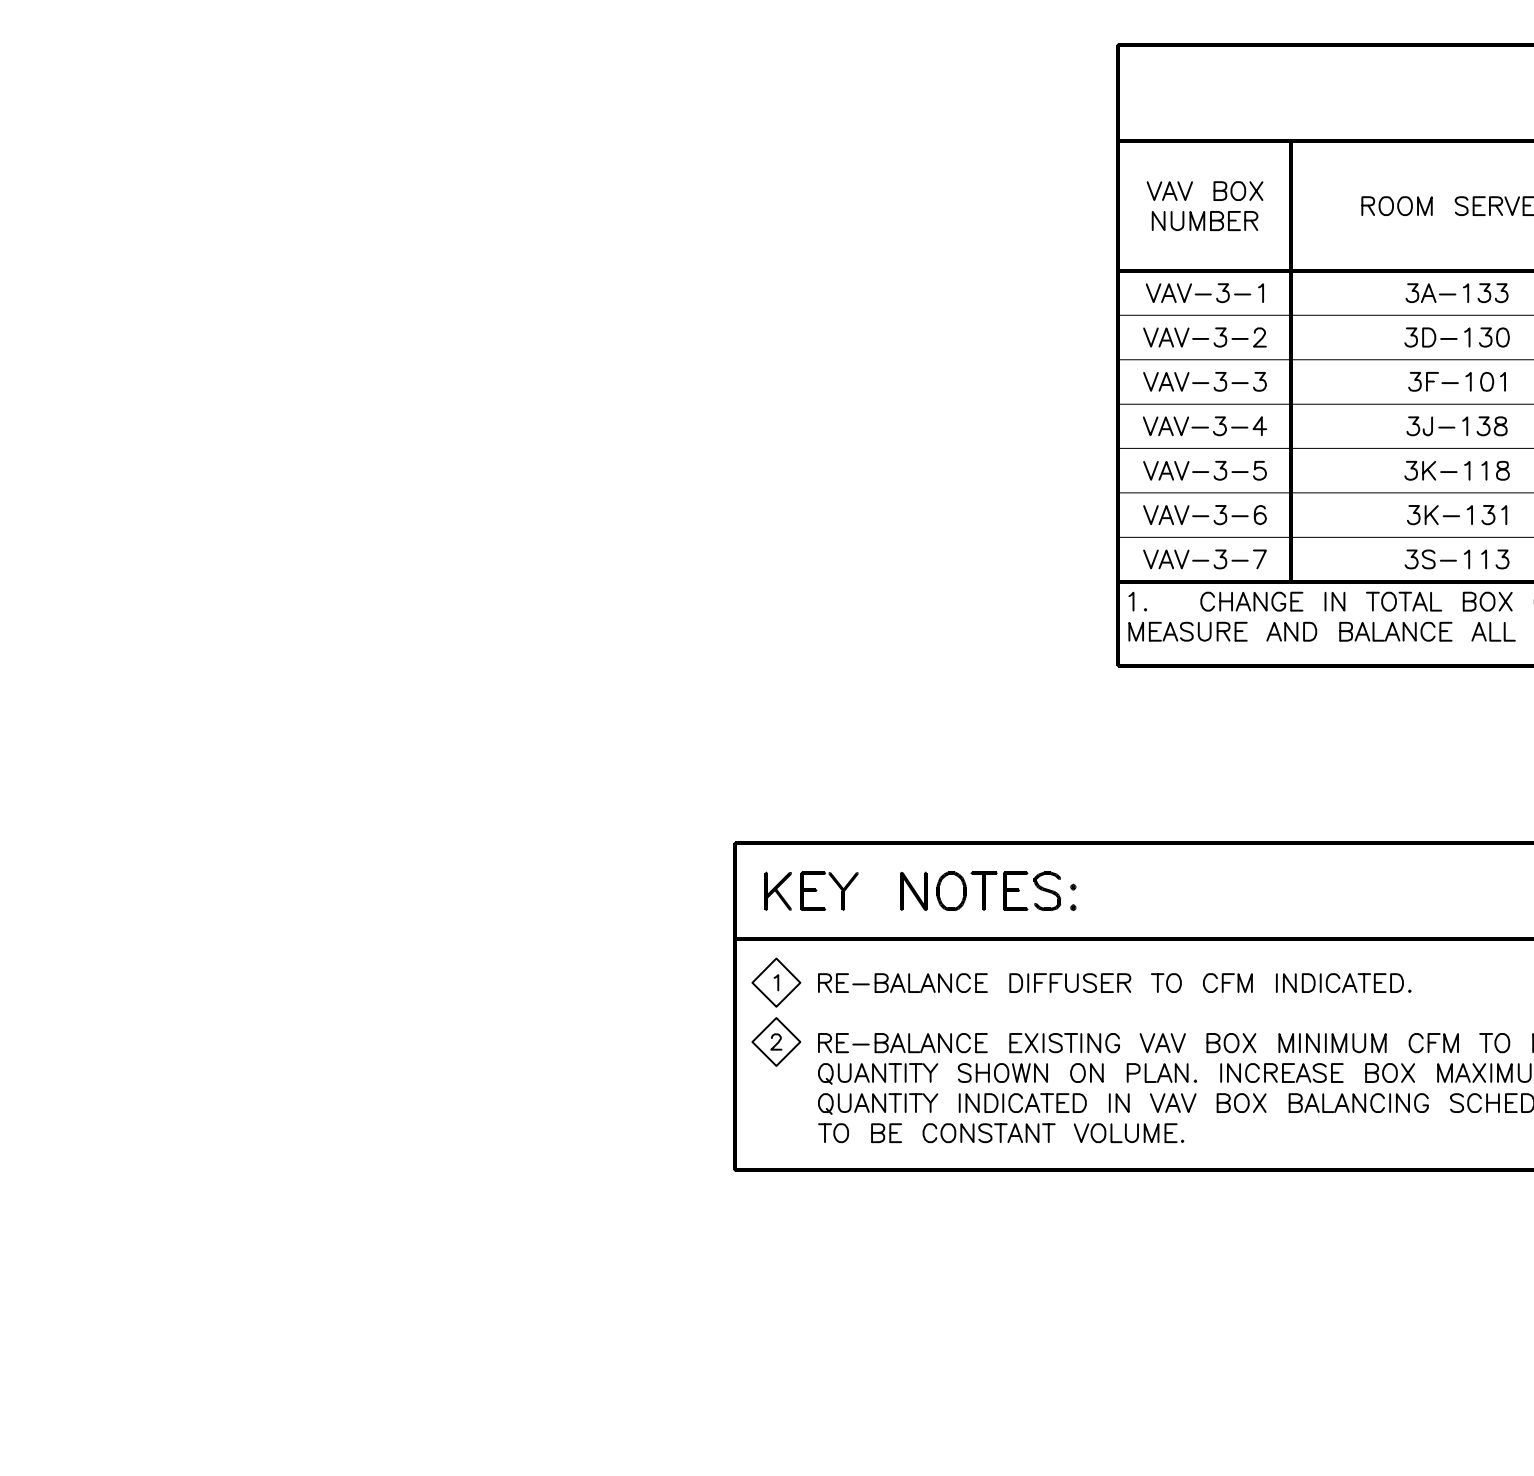 VAV BOX
NUMBER
ROOM SERVE
VAV-3-1 3A-133
VAV-3-2 3D-130
VAV-3-3 3F-101
VAV-3-4 3J-138
VAV-3-5 3K-118
VAV-3-6 3K-131
VAV-3-7 3S-113
1. CHANGE IN TOTAL BOX
MEASURE AND BALANCE ALL
KEY NOTES:
1 RE-BALANCE DIFFUSER TO CFM INDICATED.
2 RE-BALANCE EXISTING VAV BOX MINIMUM CFM TO
QUANTITY SHOWN ON PLAN. INCREASE BOX MAXIMU
QUANTITY INDICATED IN VAV BOX BALANCING SCHED
TO BE CONSTANT VOLUME.